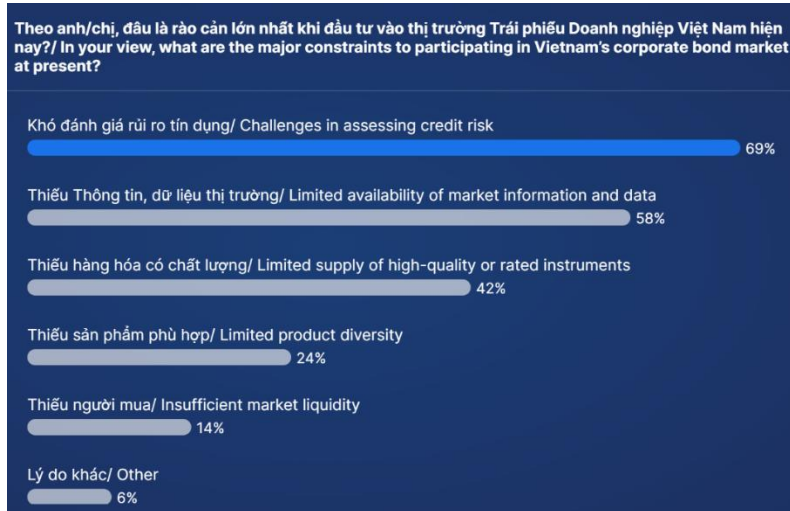 Theo anh/chị, đâu là rào cản lớn nhất khi đầu tư vào thị trường Trái phiếu Doanh nghiệp Việt Nam hiện
nay?/ In your view, what are the major constraints to participating in Vietnam's corporate bond market
at present?
Khó đánh giá rủi ro tín dụng/ Challenges in assessing credit risk
69%
Thiếu Thông tin, dữ liệu thị trường/ Limited availability of market information and data
58%
Thiếu hàng hóa có chất lượng/ Limited supply of high-quality or rated instruments
42%
Thiếu sản phẩm phù hợp/ Limited product diversity
24%
Thiếu người mua/ Insufficient market liquidity
14%
Lý do khác/ Other
6%